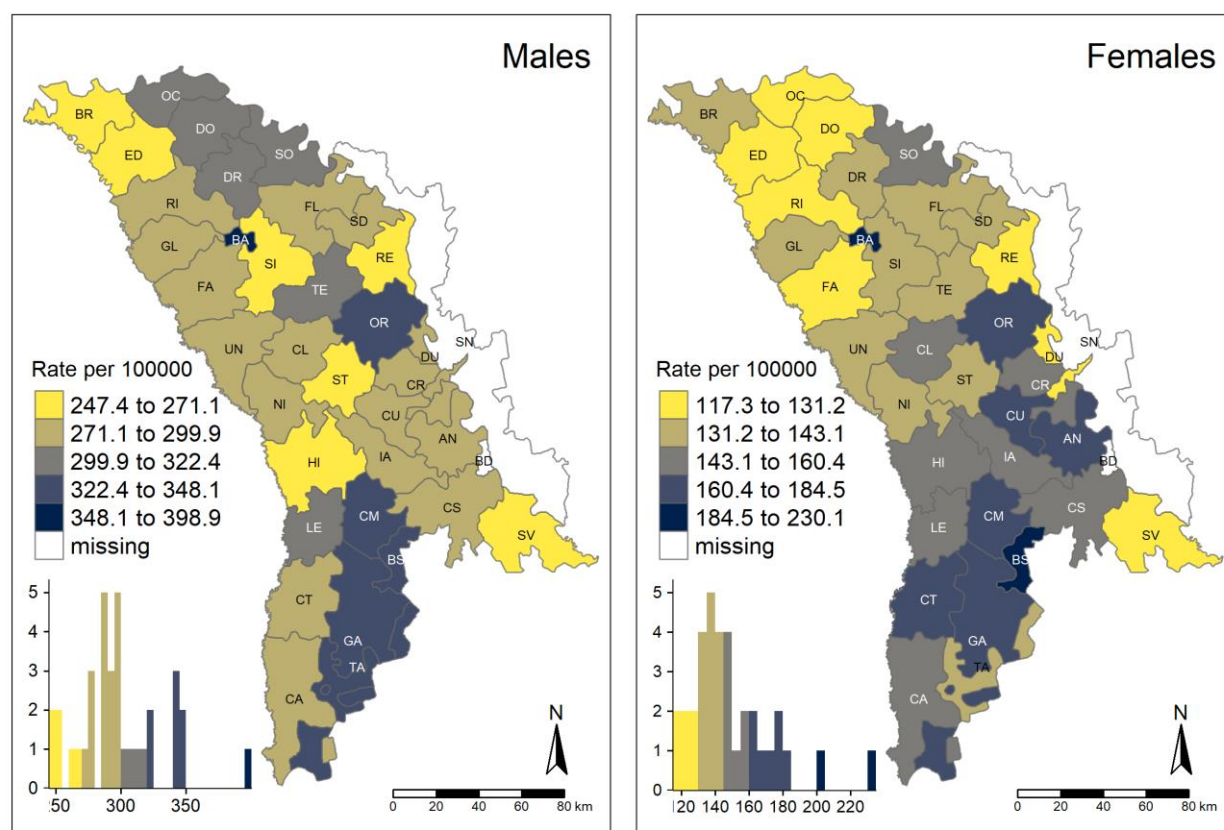 Males
OC
BR
DO
SO
ED
DR
RI
FL
SD
BA
GL
SI
RE
FA
TE
OR
UN
CL
SN
DU
ST
CR
NI
CU
AN
HI
IA
BD
LE
CM
CS
SV
BS
CT
GA
TA
CA
Rate per 100000
247.4 to 271.1
271.1 to 299.9
299.9 to 322.4
322.4 to 348.1
348.1 to 398.9
missing
5
4
3
2
1
0
50 300 350
N
0 20 40 60 80 km
Females
OC
BR
DO
SO
ED
DR
RI
FL
SD
BA
GL
SI
RE
FA
TE
OR
UN
CL
SN
DU
ST
CR
NI
CU
AN
HI
IA
BD
LE
CM
CS
SV
BS
CT
GA
TA
CA
Rate per 100000
117.3 to 131.2
131.2 to 143.1
143.1 to 160.4
160.4 to 184.5
184.5 to 230.1
missing
5
4
3
2
1
0
120 140 160 180 220
N
0 20 40 60 80 km